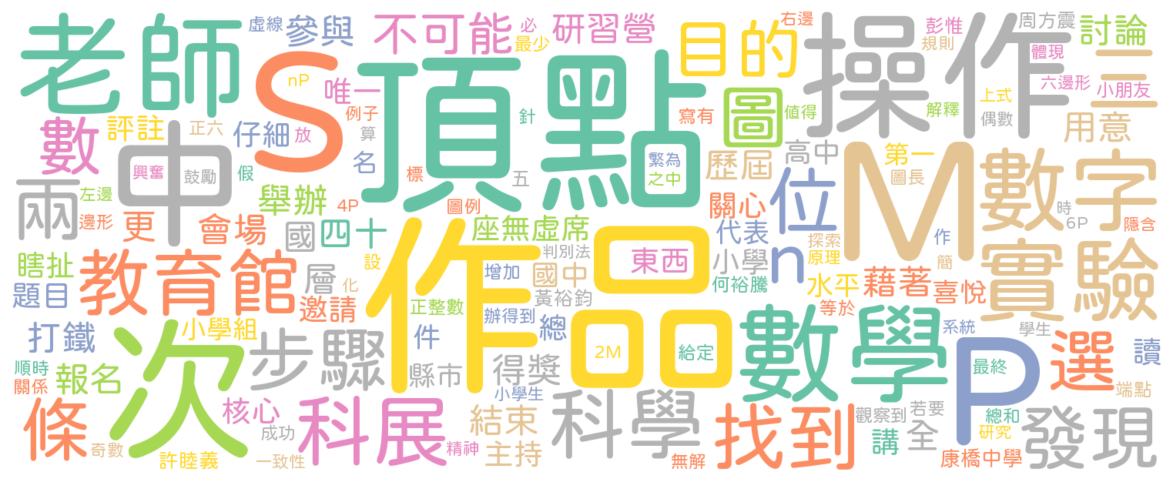 老師
虛線
參與
不可能
必
最少
研習營
目的
右邊
操作
彭惟
規則
周方震
體現
討論
二
S
nP
唯一
頂點
針
寫有
圖
值得
解釋
上式
偶數
六邊形
小朋友
用意
數
評註
正六
仔細
放
例子
算
名
中
興奮
鼓勵
假
標
五
繁為
之中
歷屆
高中
第一
圖長
數字
兩
左邊
邊形
更
會場
舉辦
4P
圖例
國
四十
座無虛席
關心
代表
位
M
時
6P
隱含
作
簡
瞎扯
題目
教育館
層
邀請
設
化
作品
判別法
增加
國中
黃裕鈞
東西
小學
何裕騰
n
探索
原理
水平
等於
藉著
喜悅
實驗
打鐵
次
小學組
步驟
件
正整數
辦得到
總
2M
給定
數學
系統
P
學生
選
讀
順時
關係
報名
縣市
得獎
小學生
最終
端點
條
核心
成功
科展
精神
結束
主持
科學
無解
找到
觀察到
若要
講
全
總和
研究
發現
奇數
許睦義
一致性
康橋中學